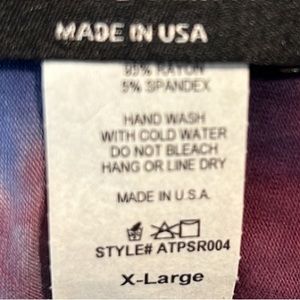 MADE IN USA
95% RAYON
5% SPANDEX
HAND WASH
WITH COLD WATER
DO NOT BLEACH
HANG OR LINE DRY
MADE IN U.S.A.
STYLE# ATPSR004
X-Large